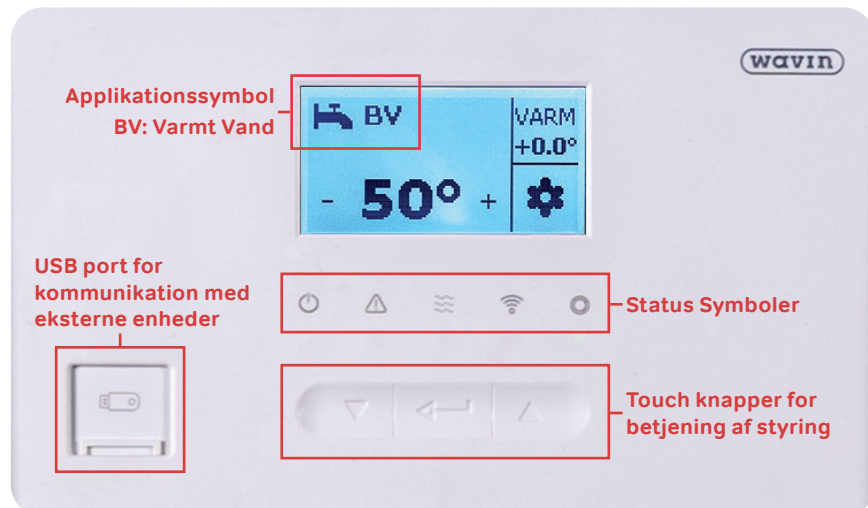 wavin
Applikationssymbol
BV: Varmt Vand
BV
VARM
+0.0°
- 50° +
USB port for
kommunikation med
eksterne enheder
Status Symboler
Touch knapper for
betjening af styring